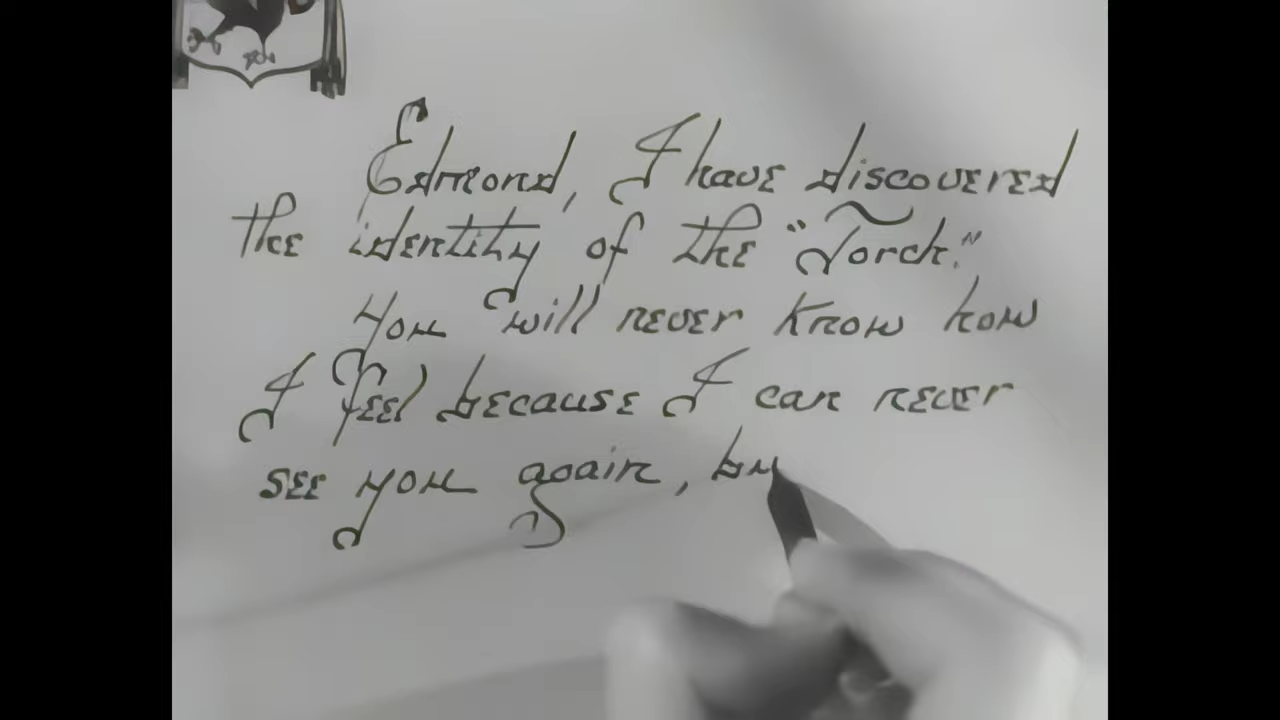 Edmond, I have discovered
the identity of the "Torch."
You will never know how
I feel because I can never
see you again, bu